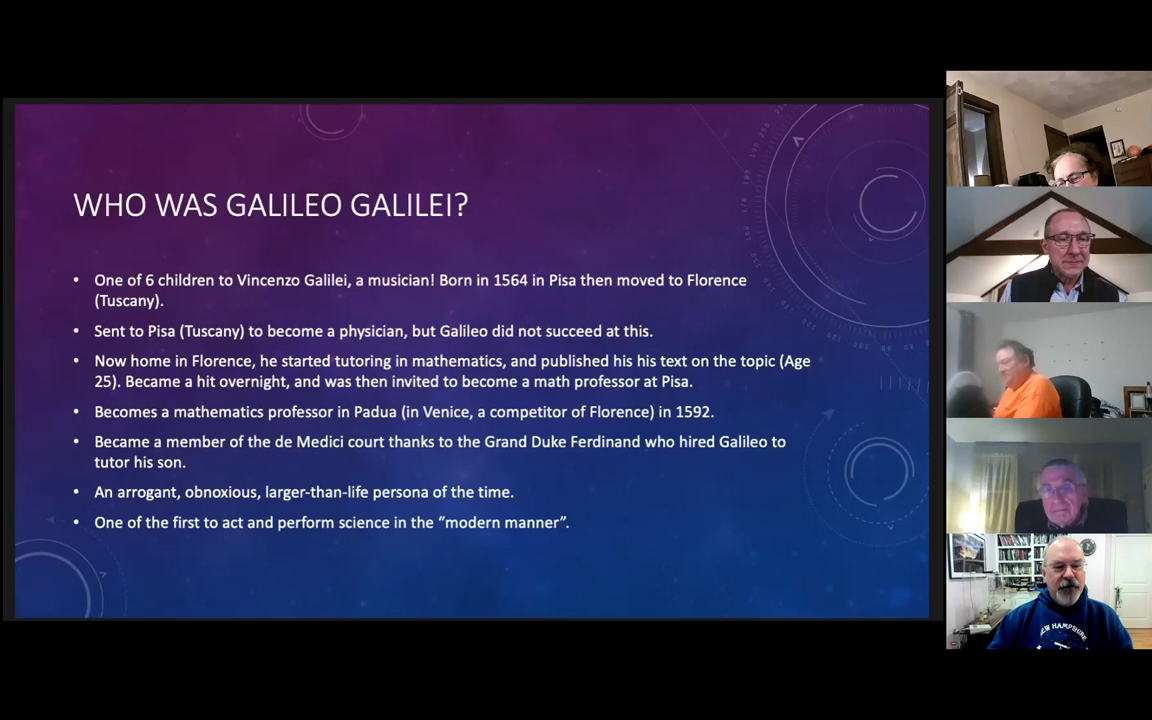 WHO WAS GALILEO GALILEI?
• One of 6 children to Vincenzo Galilei, a musician! Born in 1564 in Pisa then moved to Florence
(Tuscany).
• Sent to Pisa (Tuscany) to become a physician, but Galileo did not succeed at this.
• Now home in Florence, he started tutoring in mathematics, and published his his text on the topic (Age
25). Became a hit overnight, and was then invited to become a math professor at Pisa.
• Becomes a mathematics professor in Padua (in Venice, a competitor of Florence) in 1592.
• Became a member of the de Medici court thanks to the Grand Duke Ferdinand who hired Galileo to
tutor his son.
• An arrogant, obnoxious, larger-than-life persona of the time.
• One of the first to act and perform science in the “modern manner”.
NEW HAMPSHIRE